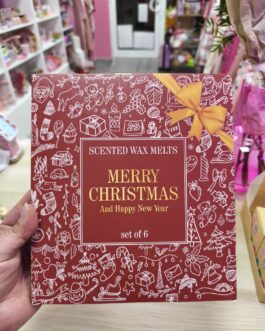 SCENTED WAX MELTS
MERRY
CHRISTMAS
And Happy New Year
set of 6